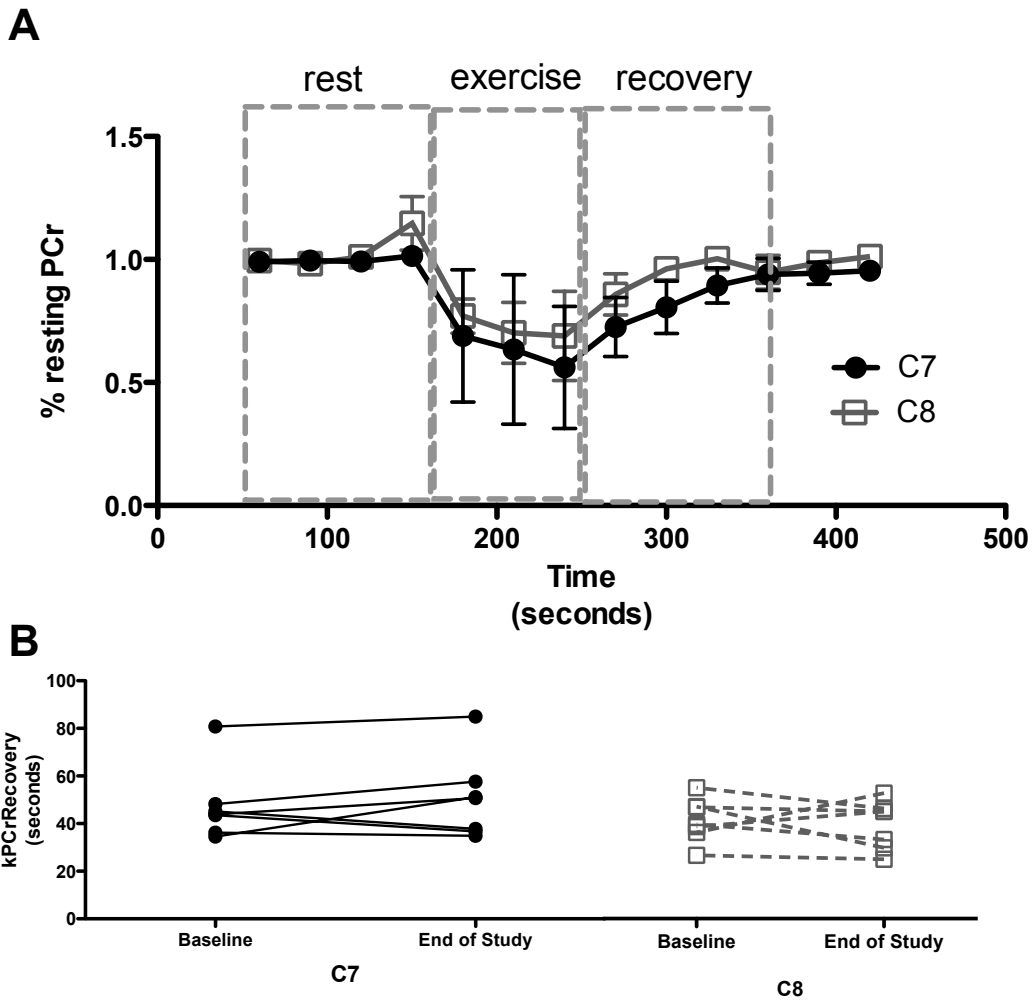 A
rest exercise recovery
1.5
1.0
0.5
0.0
% resting PCr
C7
C8
0 100 200 300 400 500
Time
(seconds)
B
100
80
60
40
20
0
kPCrRecovery
(seconds)
Baseline End of Study Baseline End of Study
C7 C8